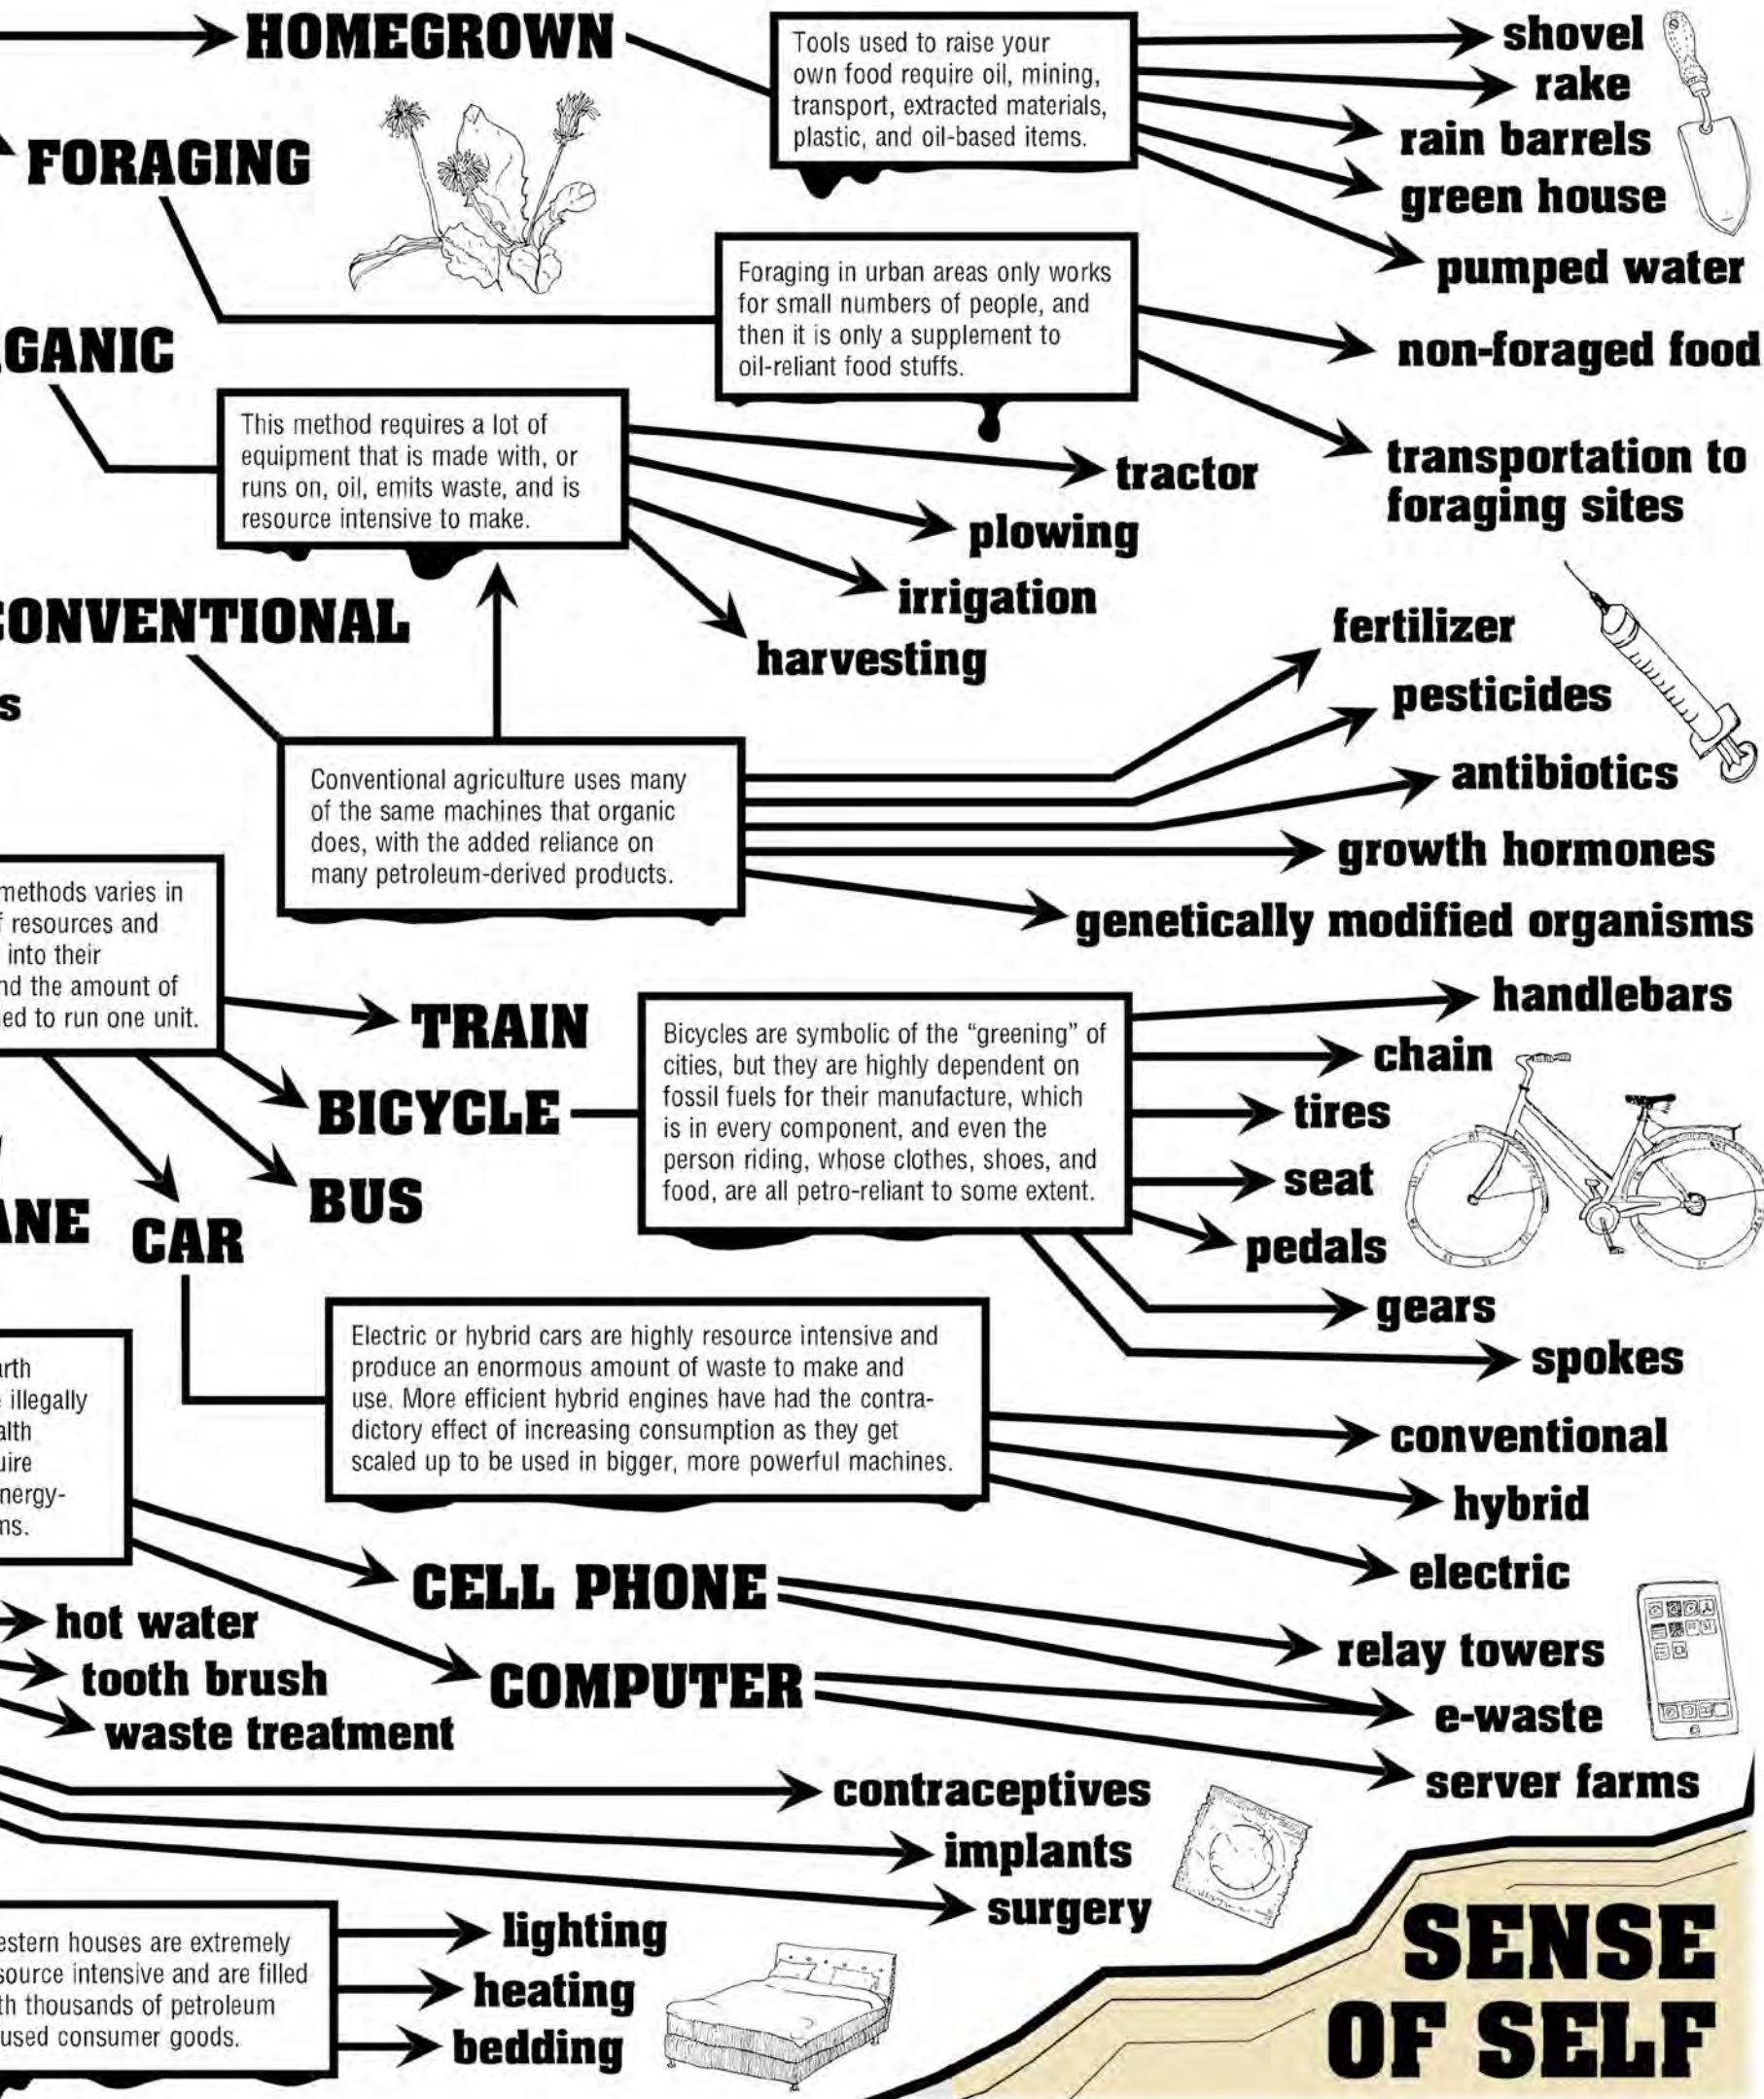 HOMEGROWN
Tools used to raise your
own food require oil, mining,
transport, extracted materials,
plastic, and oil-based items.
shovel
rake
rain barrels
green house
pumped water
FORAGING
Foraging in urban areas only works
for small numbers of people, and
then it is only a supplement to
oil-reliant food stuffs.
non-foraged food
transportation to
foraging sites
GANIC
This method requires a lot of
equipment that is made with, or
runs on, oil, emits waste, and is
resource intensive to make.
tractor
plowing
irrigation
harvesting
CONVENTIONAL
s
Conventional agriculture uses many
of the same machines that organic
does, with the added reliance on
many petroleum-derived products.
fertilizer
pesticides
antibiotics
growth hormones
genetically modified organisms
methods varies in
resources and
into their
nd the amount of
ed to run one unit.
TRAIN
BICYCLE
BUS
CAR
ANE
Bicycles are symbolic of the “greening” of
cities, but they are highly dependent on
fossil fuels for their manufacture, which
is in every component, and even the
person riding, whose clothes, shoes, and
food, are all petro-reliant to some extent.
handlebars
chain
tires
seat
pedals
gears
spokes
Electric or hybrid cars are highly resource intensive and
produce an enormous amount of waste to make and
use. More efficient hybrid engines have had the contra-
dictory effect of increasing consumption as they get
scaled up to be used in bigger, more powerful machines.
conventional
hybrid
electric
arth
illegally
alth
uire
nergy-
ms.
CELL PHONE
COMPUTER
relay towers
e-waste
server farms
hot water
tooth brush
waste treatment
contraceptives
implants
surgery
estern houses are extremely
source intensive and are filled
th thousands of petroleum
used consumer goods.
lighting
heating
bedding
SENSE
OF SELF